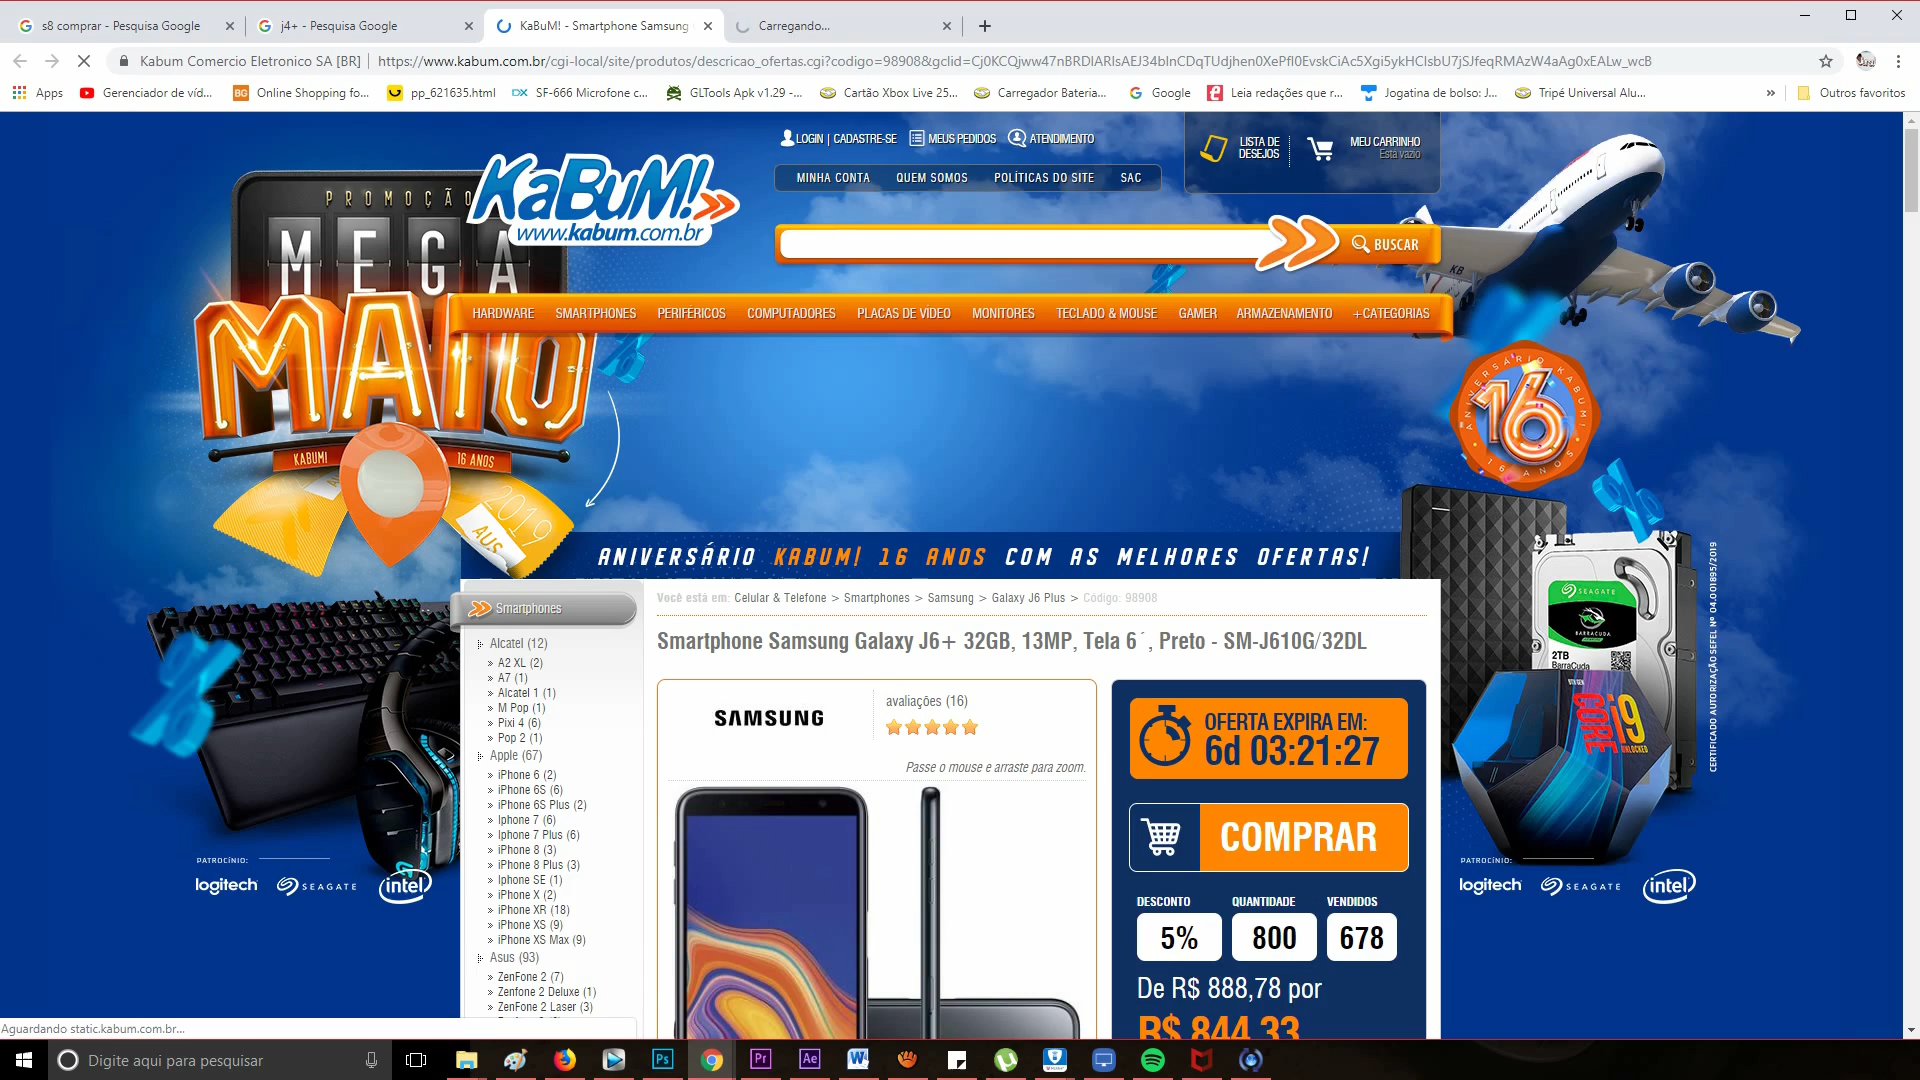 s8 comprar - Pesquisa Google
j4+ - Pesquisa Google
KaBuM! - Smartphone Samsung
Carregando...
Kabum Comercio Eletronico SA [BR] | https://www.kabum.com.br/cgi-local/site/produtos/descricao_ofertas.cgi?codigo=98908&gclid=
Apps
Gerenciador de víd...
Online Shopping fo...
pp_621635.html
SF-666 Microfone c...
GLTools Apk v1.29 -...
Cartão Xbox Live 25...
Carregador Bateria...
Google
Leia redações que r...
Jogatina de bolso: J...
Tripé Universal Alu...
»
Outros favoritos
LOGIN | CADASTRE-SE
MEUS PEDIDOS
ATENDIMENTO
LISTA DE
DESEJOS
MEU CARRINHO
Está vazio
MINHA CONTA
QUEM SOMOS
POLÍTICAS DO SITE
SAC
PROMOÇÃO
MEGA
MAIO
KABUM!
16 ANOS
2019
AUS
KaBuM!
www.kabum.com.br
BUSCAR
KB
HARDWARE
SMARTPHONES
PERIFÉRICOS
COMPUTADORES
PLACAS DE VÍDEO
MONITORES
TECLADO & MOUSE
GAMER
ARMAZENAMENTO
+CATEGORIAS
ANIVERSÁRIO KABUM!
16
16 ANOS
ANIVERSÁRIO KABUM! 16 ANOS COM AS MELHORES OFERTAS!
Smartphones
Alcatel (12)
» A2 XL (2)
» A7 (1)
» Alcatel 1 (1)
» M Pop (1)
» Pixi 4 (6)
» Pop 2 (1)
Apple (67)
» iPhone 6 (2)
» iPhone 6S (6)
» iPhone 6S Plus (2)
» Iphone 7 (6)
» Iphone 7 Plus (6)
» iPhone 8 (3)
» iPhone 8 Plus (3)
» Iphone SE (1)
» iPhone X (2)
» iPhone XR (18)
» iPhone XS (9)
» iPhone XS Max (9)
Asus (93)
» ZenFone 2 (7)
» Zenfone 2 Deluxe (1)
» ZenFone 2 Laser (3)
Você está em: Celular & Telefone > Smartphones > Samsung > Galaxy J6 Plus > Código: 98908
Smartphone Samsung Galaxy J6+ 32GB, 13MP, Tela 6´, Preto - SM-J610G/32DL
SAMSUNG
avaliações (16)
Passe o mouse e arraste para zoom.
OFERTA EXPIRA EM:
6d 03:21:27
COMPRAR
DESCONTO
QUANTIDADE
VENDIDOS
5%
800
678
De R$ 888,78 por
R$ 844,33
SEAGATE
BARRACUDA
2TB
BarraCuda
9TH GEN
CORE i9
UNLOCKED
CERTIFICADO AUTORIZAÇÃO SEFEL Nº 04.001895/2019
PATROCÍNIO:
logitech
SEAGATE
intel
PATROCÍNIO:
logitech
SEAGATE
intel
Aguardando static.kabum.com.br...
Digite aqui para pesquisar
Ps
Pr
Ae
W